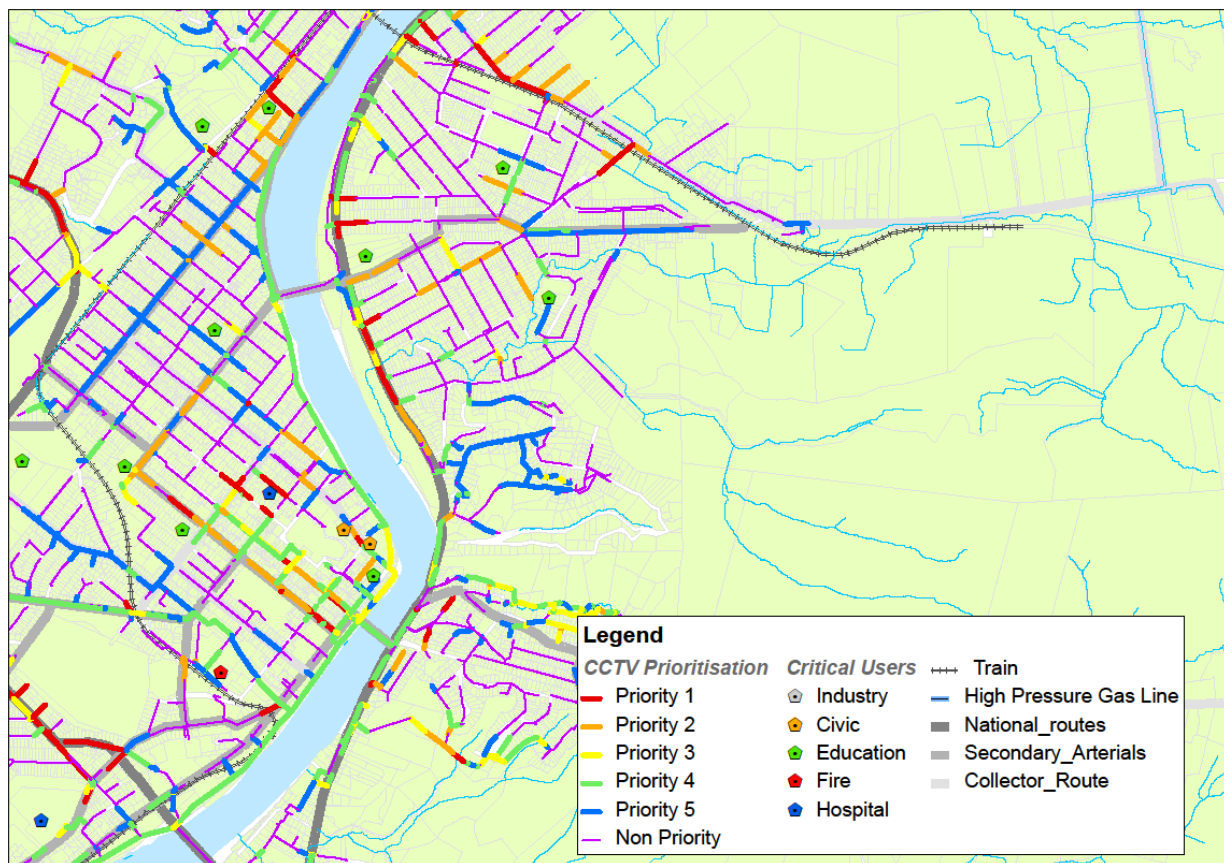 Legend
CCTV Prioritisation Critical Users Train
Priority 1 Industry High Pressure Gas Line
Priority 2 Civic National_routes
Priority 3 Education Secondary_Arterials
Priority 4 Fire Collector_Route
Priority 5 Hospital
Non Priority